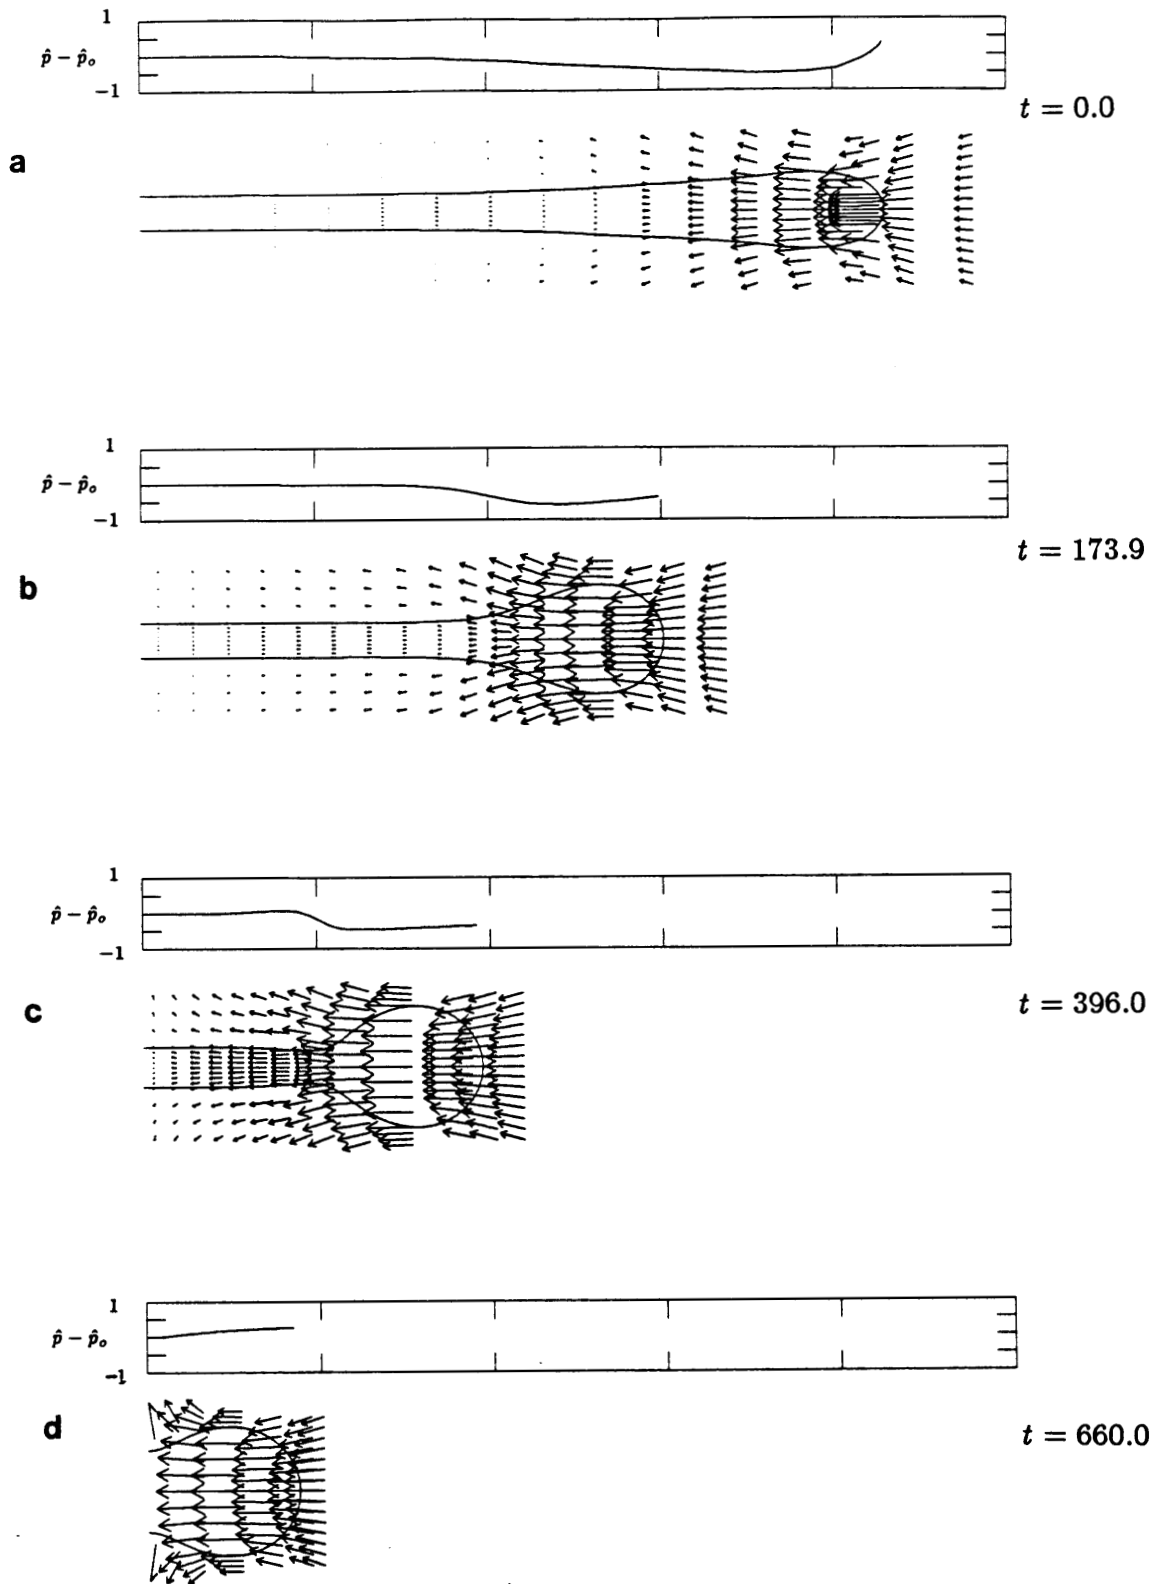 1
p̂ − p̂ₒ
−1
t = 0.0
a
1
p̂ − p̂ₒ
−1
t = 173.9
b
1
p̂ − p̂ₒ
−1
t = 396.0
c
1
p̂ − p̂ₒ
−1
t = 660.0
d